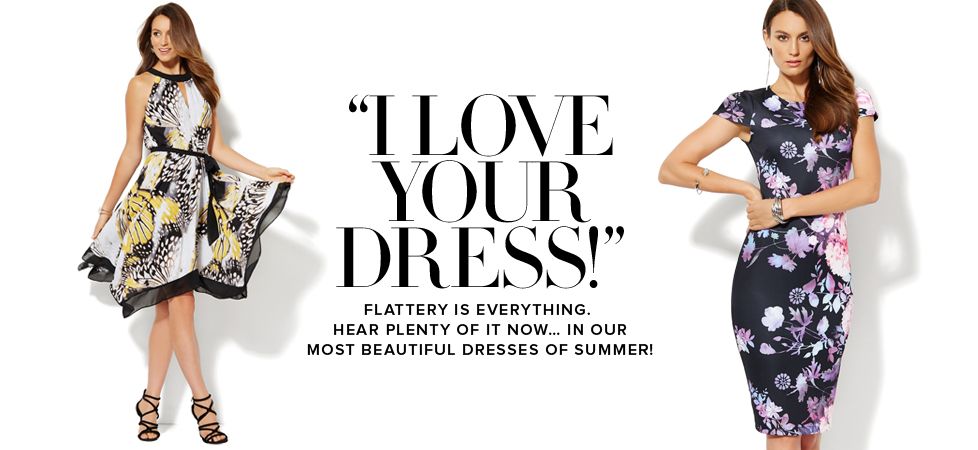 “I LOVE
YOUR
DRESS!”
FLATTERY IS EVERYTHING.
HEAR PLENTY OF IT NOW... IN OUR
MOST BEAUTIFUL DRESSES OF SUMMER!